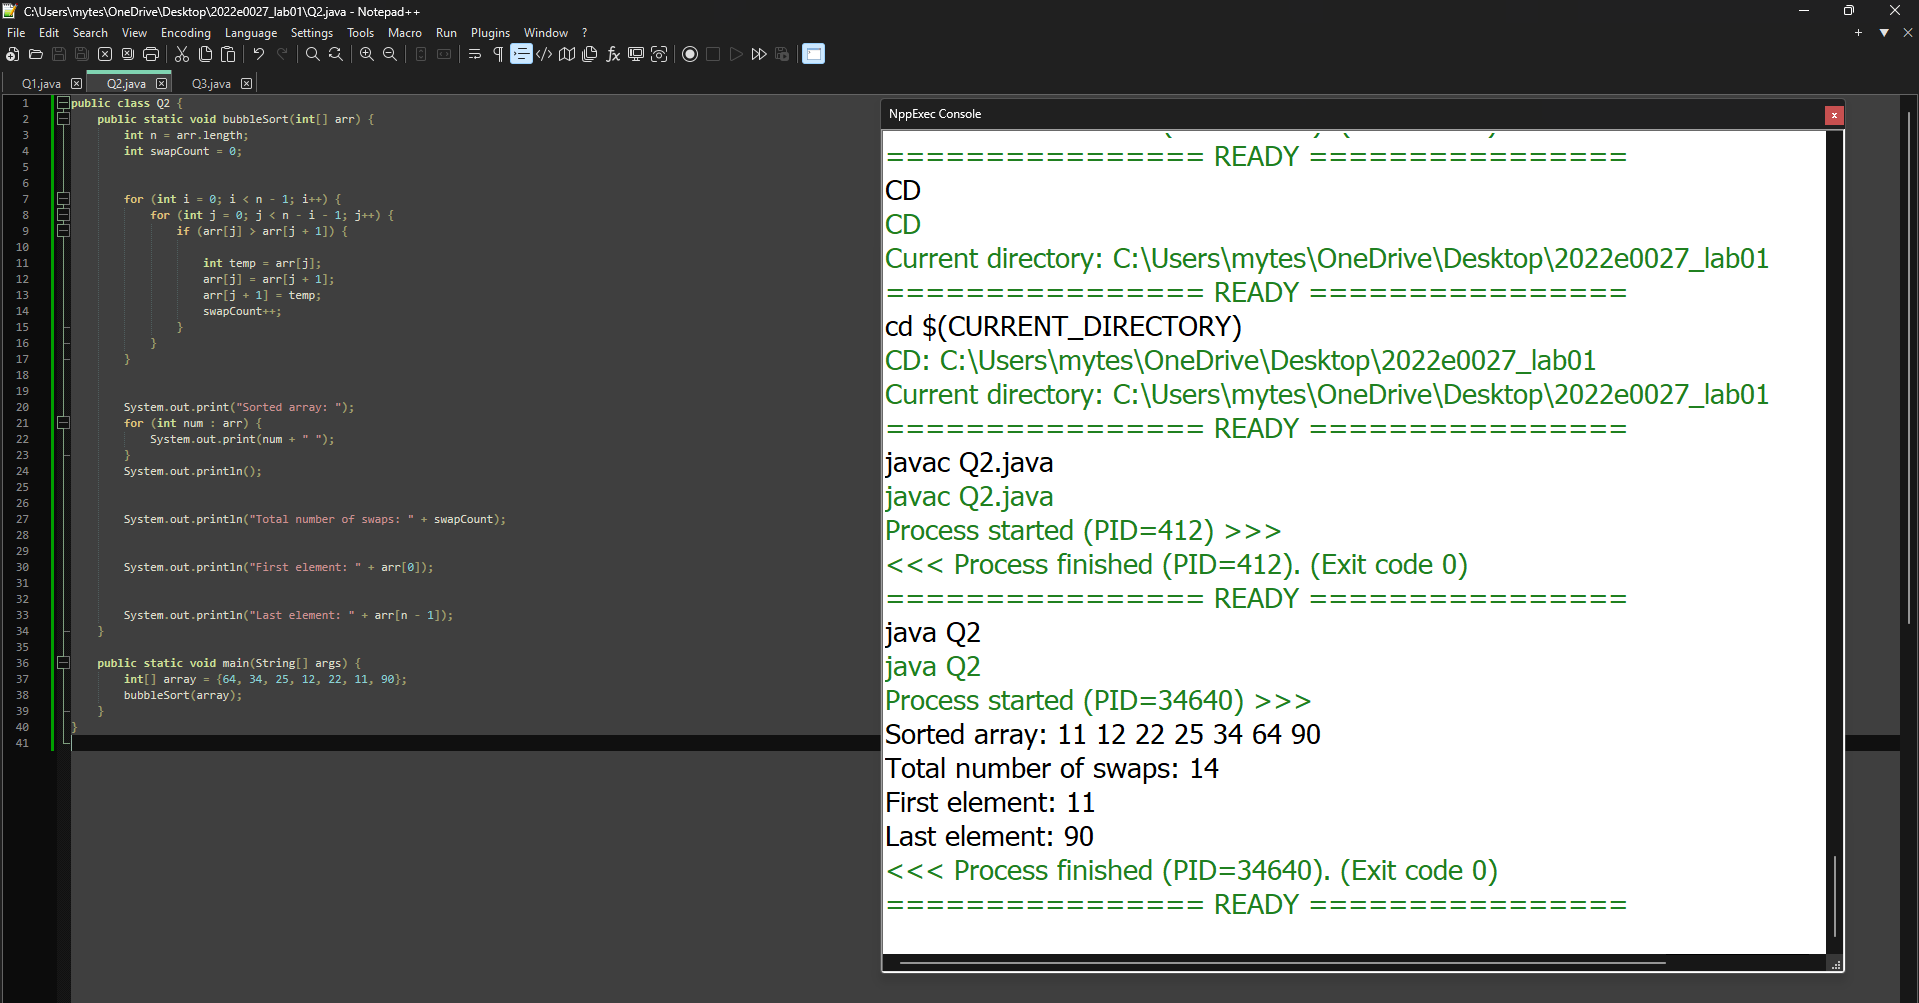 C:\Users\mytes\OneDrive\Desktop\2022e0027_lab01\Q2.java - Notepad++
File Edit Search View Encoding Language Settings Tools Macro Run Plugins Window ?
Q1.java Q2.java Q3.java
1 public class Q2 {
2 public static void bubbleSort(int[] arr) {
3 int n = arr.length;
4 int swapCount = 0;
5
6
7 for (int i = 0; i < n - 1; i++) {
8 for (int j = 0; j < n - i - 1; j++) {
9 if (arr[j] > arr[j + 1]) {
10
11 int temp = arr[j];
12 arr[j] = arr[j + 1];
13 arr[j + 1] = temp;
14 swapCount++;
15 }
16 }
17 }
18
19
20 System.out.print("Sorted array: ");
21 for (int num : arr) {
22 System.out.print(num + " ");
23 }
24 System.out.println();
25
26
27 System.out.println("Total number of swaps: " + swapCount);
28
29
30 System.out.println("First element: " + arr[0]);
31
32
33 System.out.println("Last element: " + arr[n - 1]);
34 }
35
36 public static void main(String[] args) {
37 int[] array = {64, 34, 25, 12, 22, 11, 90};
38 bubbleSort(array);
39 }
40 }
41
NppExec Console
================ READY ================
CD
CD
Current directory: C:\Users\mytes\OneDrive\Desktop\2022e0027_lab01
================ READY ================
cd $(CURRENT_DIRECTORY)
CD: C:\Users\mytes\OneDrive\Desktop\2022e0027_lab01
Current directory: C:\Users\mytes\OneDrive\Desktop\2022e0027_lab01
================ READY ================
javac Q2.java
javac Q2.java
Process started (PID=412) >>>
<<< Process finished (PID=412). (Exit code 0)
================ READY ================
java Q2
java Q2
Process started (PID=34640) >>>
Sorted array: 11 12 22 25 34 64 90
Total number of swaps: 14
First element: 11
Last element: 90
<<< Process finished (PID=34640). (Exit code 0)
================ READY ================